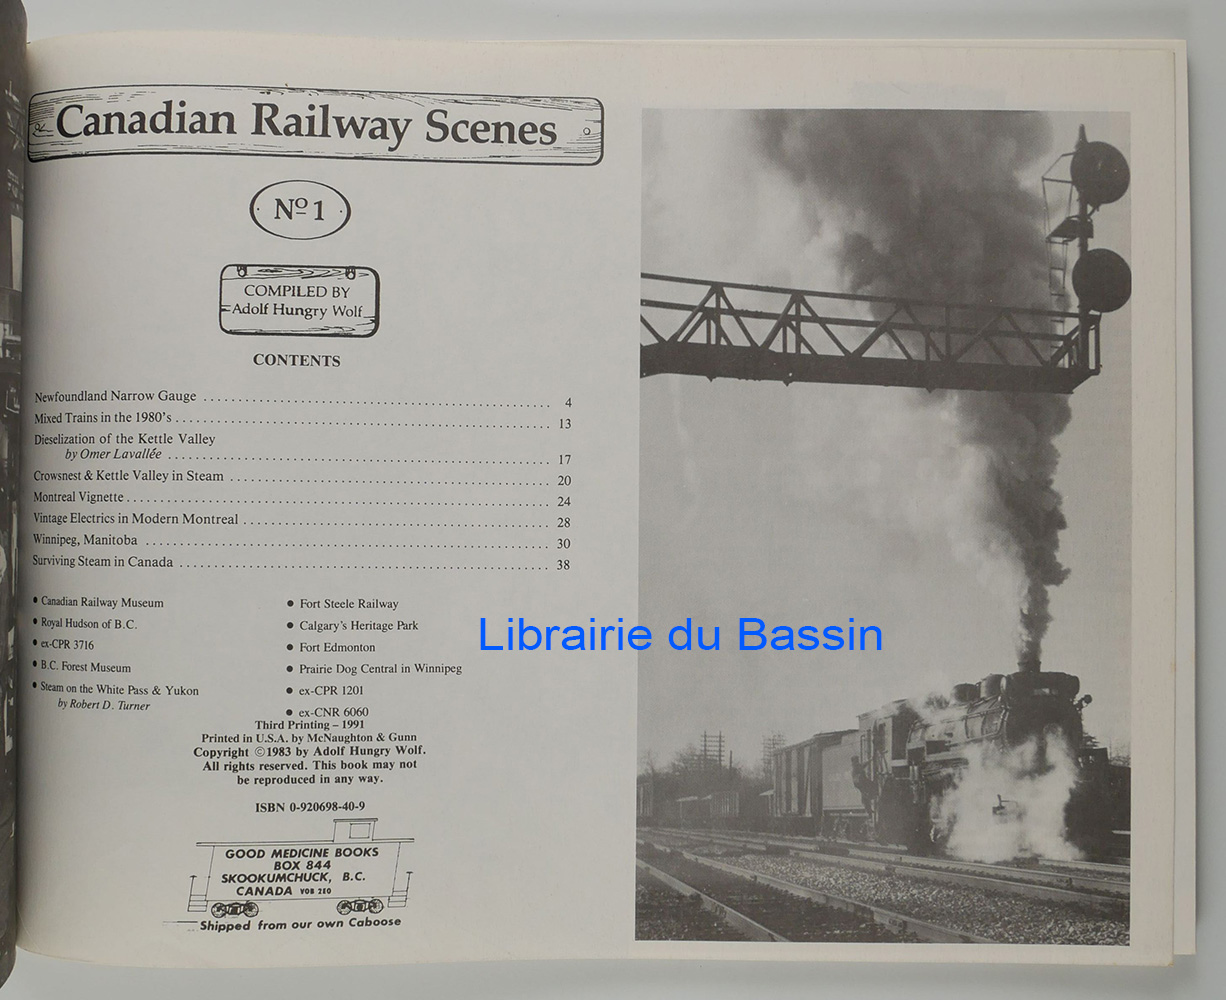 Canadian Railway Scenes
Nº 1
COMPILED BY
Adolf Hungry Wolf
CONTENTS
Newfoundland Narrow Gauge 4
Mixed Trains in the 1980's 13
Dieselization of the Kettle Valley
by Omer Lavallée 17
Crowsnest & Kettle Valley in Steam 20
Montreal Vignette 24
Vintage Electrics in Modern Montreal 28
Winnipeg, Manitoba 30
Surviving Steam in Canada 38
• Canadian Railway Museum
• Royal Hudson of B.C.
• ex-CPR 3716
• B.C. Forest Museum
• Steam on the White Pass & Yukon
by Robert D. Turner
• Fort Steele Railway
• Calgary's Heritage Park
• Fort Edmonton
• Prairie Dog Central in Winnipeg
• ex-CPR 1201
• ex-CNR 6060
Third Printing – 1991
Printed in U.S.A. by McNaughton & Gunn
Copyright ©1983 by Adolf Hungry Wolf.
All rights reserved. This book may not
be reproduced in any way.
ISBN 0-920698-40-9
GOOD MEDICINE BOOKS
BOX 844
SKOOKUMCHUCK, B.C.
CANADA V0B 2E0
Shipped from our own Caboose
Librairie du Bassin